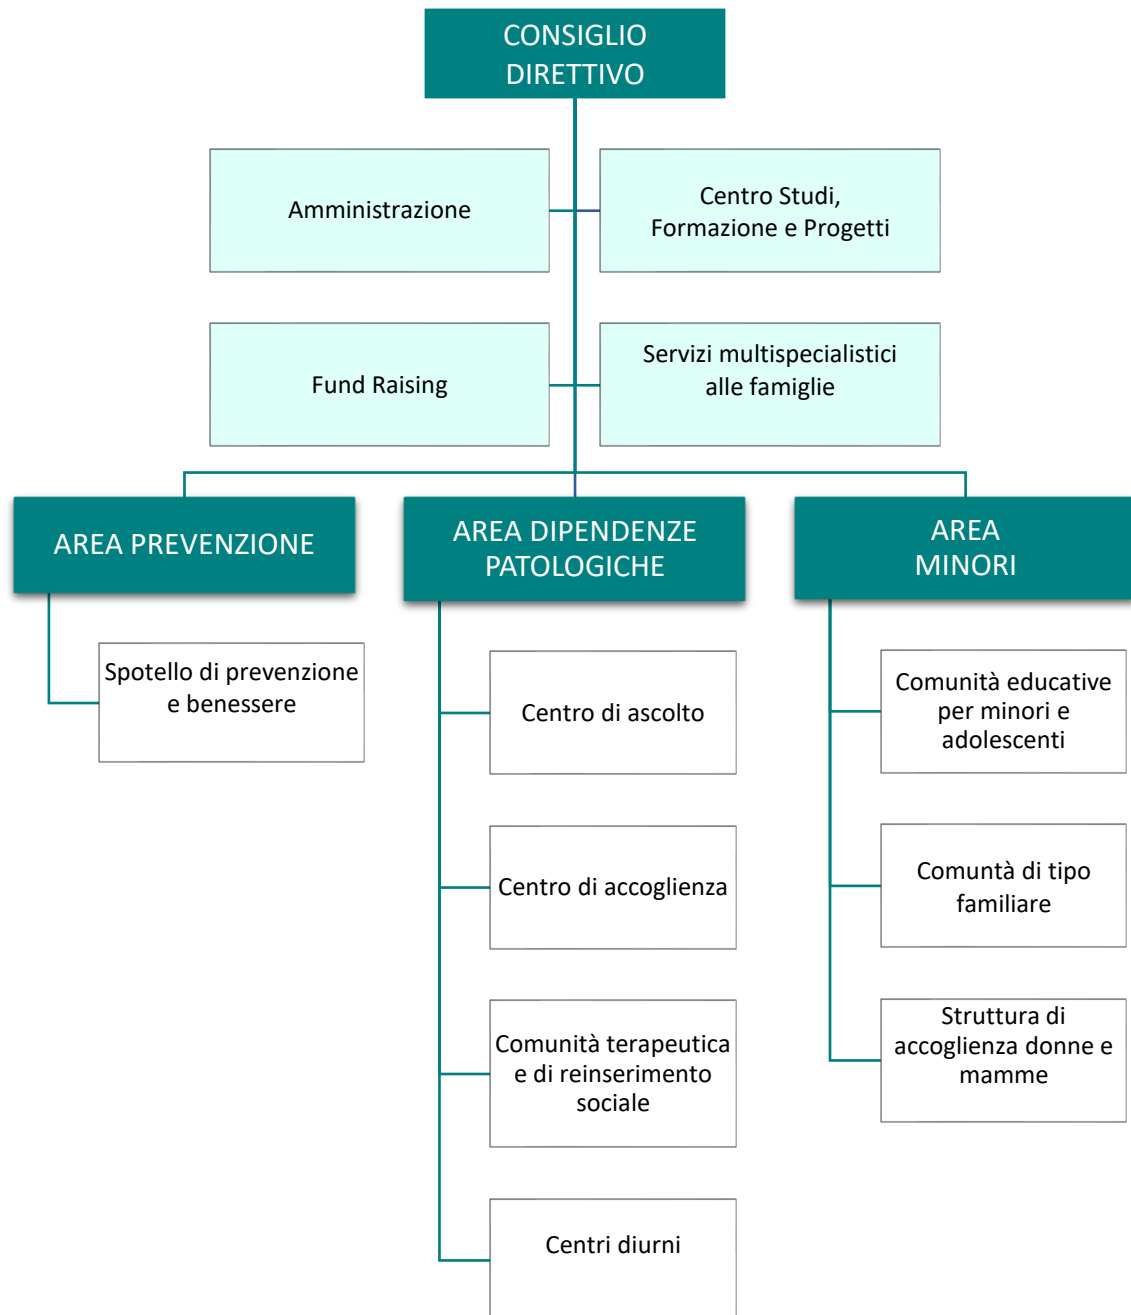 CONSIGLIO
DIRETTIVO
Amministrazione
Centro Studi,
Formazione e Progetti
Fund Raising
Servizi multispecialistici
alle famiglie
AREA PREVENZIONE
AREA DIPENDENZE
PATOLOGICHE
AREA
MINORI
Spotello di prevenzione
e benessere
Centro di ascolto
Centro di accoglienza
Comunità terapeutica
e di reinserimento
sociale
Centri diurni
Comunità educative
per minori e
adolescenti
Comuntà di tipo
familiare
Struttura di
accoglienza donne e
mamme